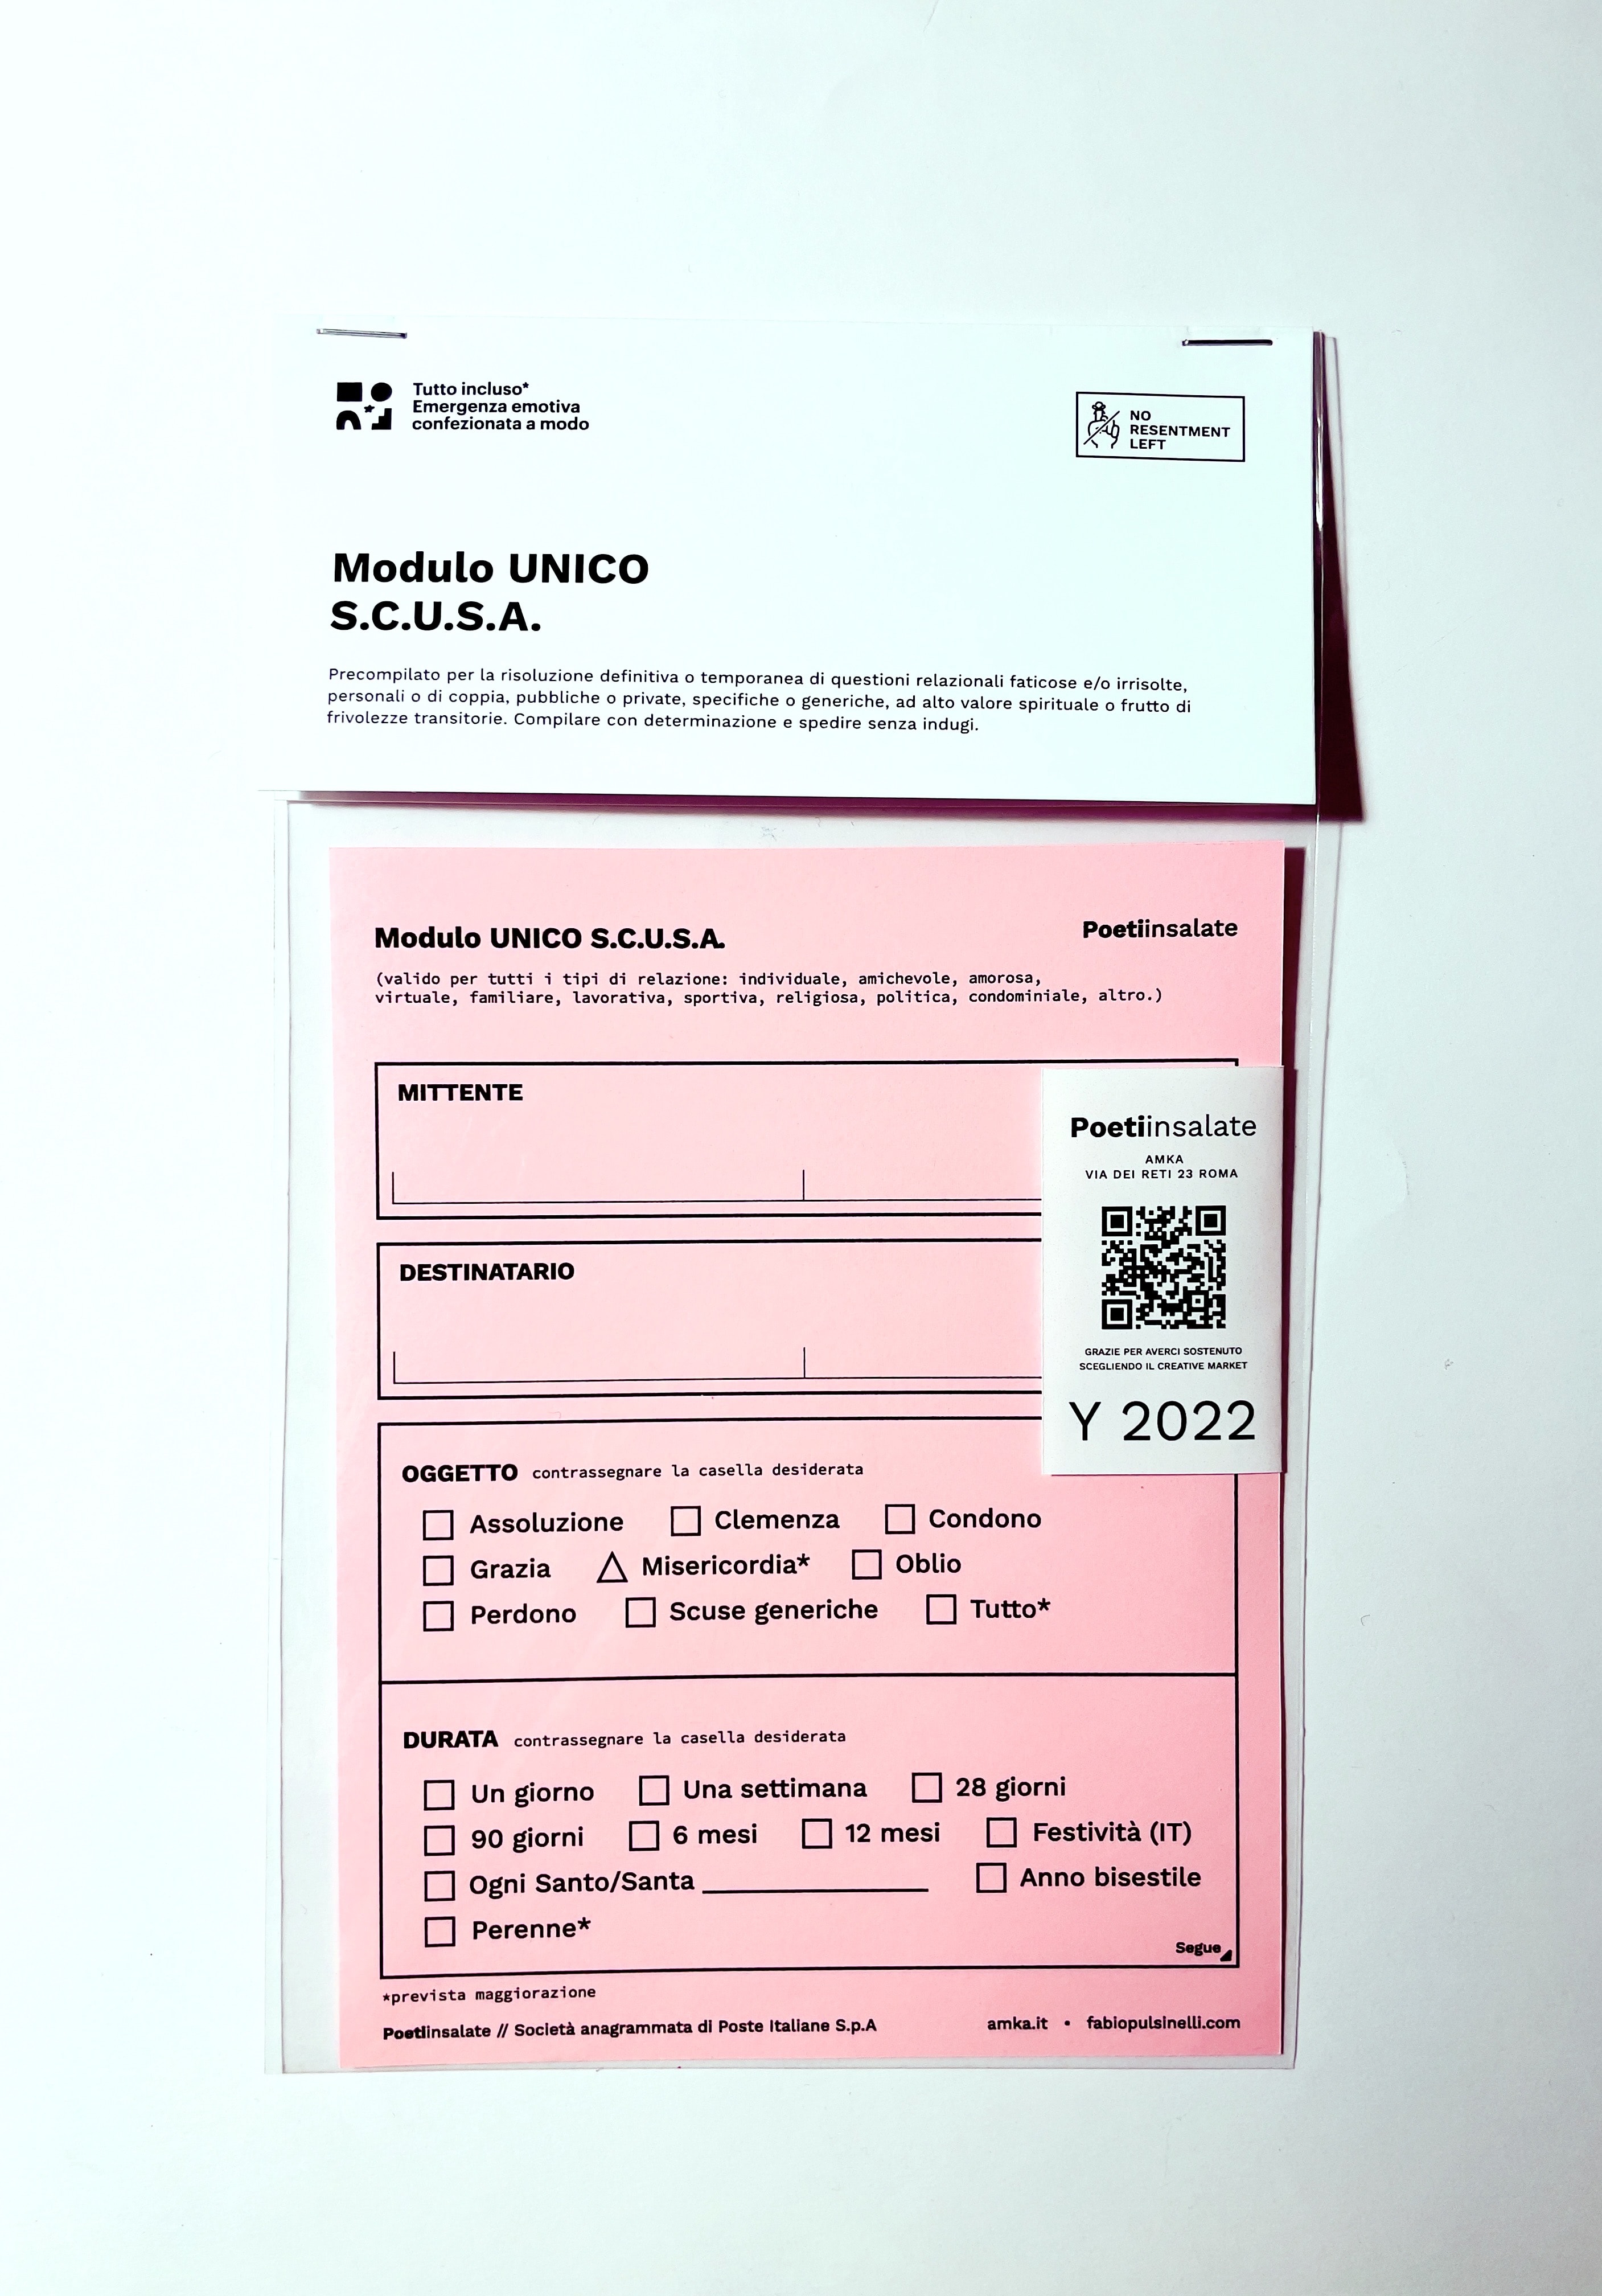 Tutto incluso*
Emergenza emotiva
confezionata a modo
NO
RESENTMENT
LEFT
Modulo UNICO
S.C.U.S.A.
Precompilato per la risoluzione definitiva o temporanea di questioni relazionali faticose e/o irrisolte,
personali o di coppia, pubbliche o private, specifiche o generiche, ad alto valore spirituale o frutto di
frivolezze transitorie. Compilare con determinazione e spedire senza indugi.
Modulo UNICO S.C.U.S.A.
Poetiinsalate
(valido per tutti i tipi di relazione: individuale, amichevole, amorosa,
virtuale, familiare, lavorativa, sportiva, religiosa, politica, condominiale, altro.)
MITTENTE
DESTINATARIO
Poetiinsalate
AMKA
VIA DEI RETI 23 ROMA
GRAZIE PER AVERCI SOSTENUTO
SCEGLIENDO IL CREATIVE MARKET
Y 2022
OGGETTO contrassegnare la casella desiderata
Assoluzione Clemenza Condono
Grazia Misericordia* Oblio
Perdono Scuse generiche Tutto*
DURATA contrassegnare la casella desiderata
Un giorno Una settimana 28 giorni
90 giorni 6 mesi 12 mesi Festività (IT)
Ogni Santo/Santa Anno bisestile
Perenne*
Segue
*prevista maggiorazione
Poetiinsalate // Società anagrammata di Poste Italiane S.p.A
amka.it • fabiopulsinelli.com